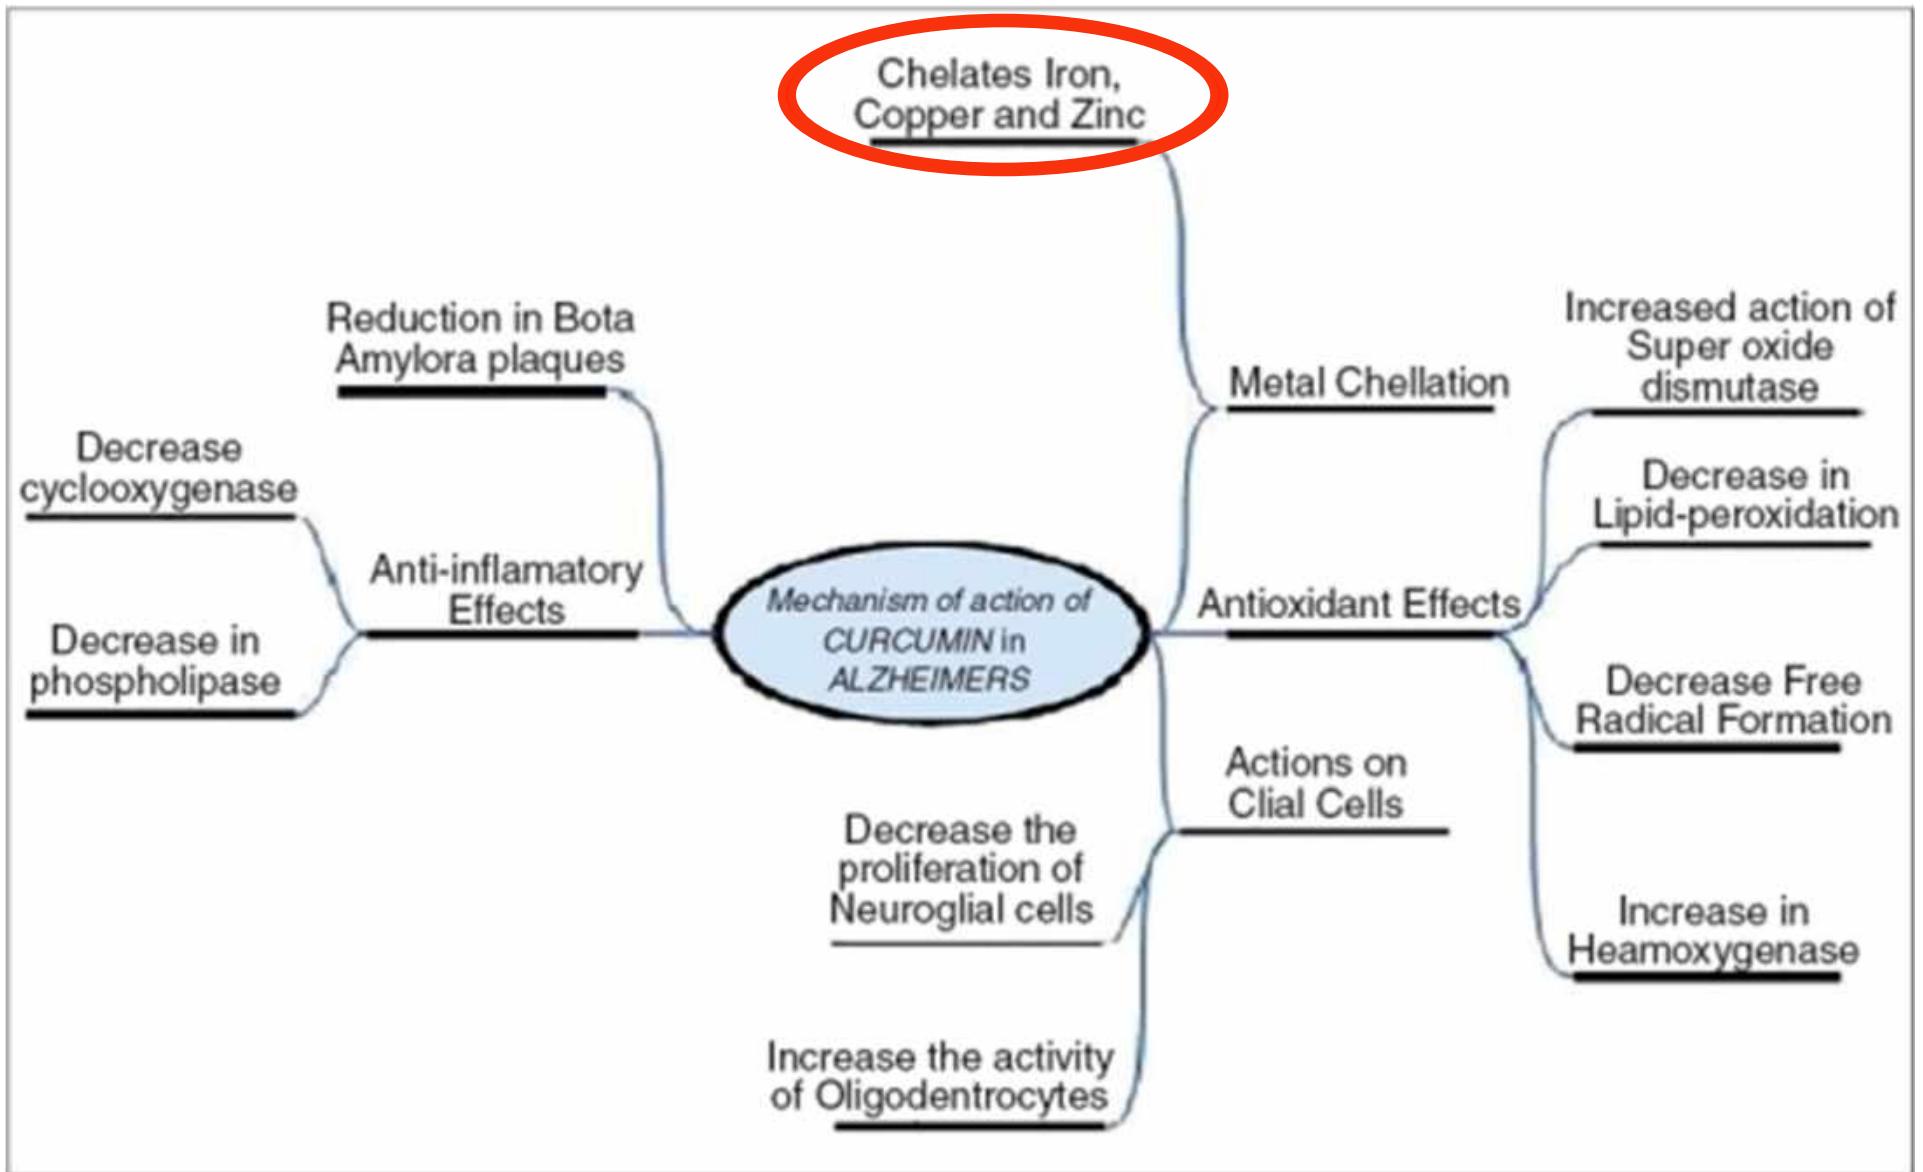 Chelates Iron,
Copper and Zinc
Reduction in Bota
Amylora plaques
Increased action of
Super oxide
dismutase
Metal Chellation
Decrease
cyclooxygenase
Decrease in
Lipid-peroxidation
Anti-inflamatory
Effects
Mechanism of action of
CURCUMIN in
ALZHEIMERS
Antioxidant Effects
Decrease in
phospholipase
Decrease Free
Radical Formation
Actions on
Clial Cells
Decrease the
proliferation of
Neuroglial cells
Increase in
Heamoxygenase
Increase the activity
of Oligodentrocytes